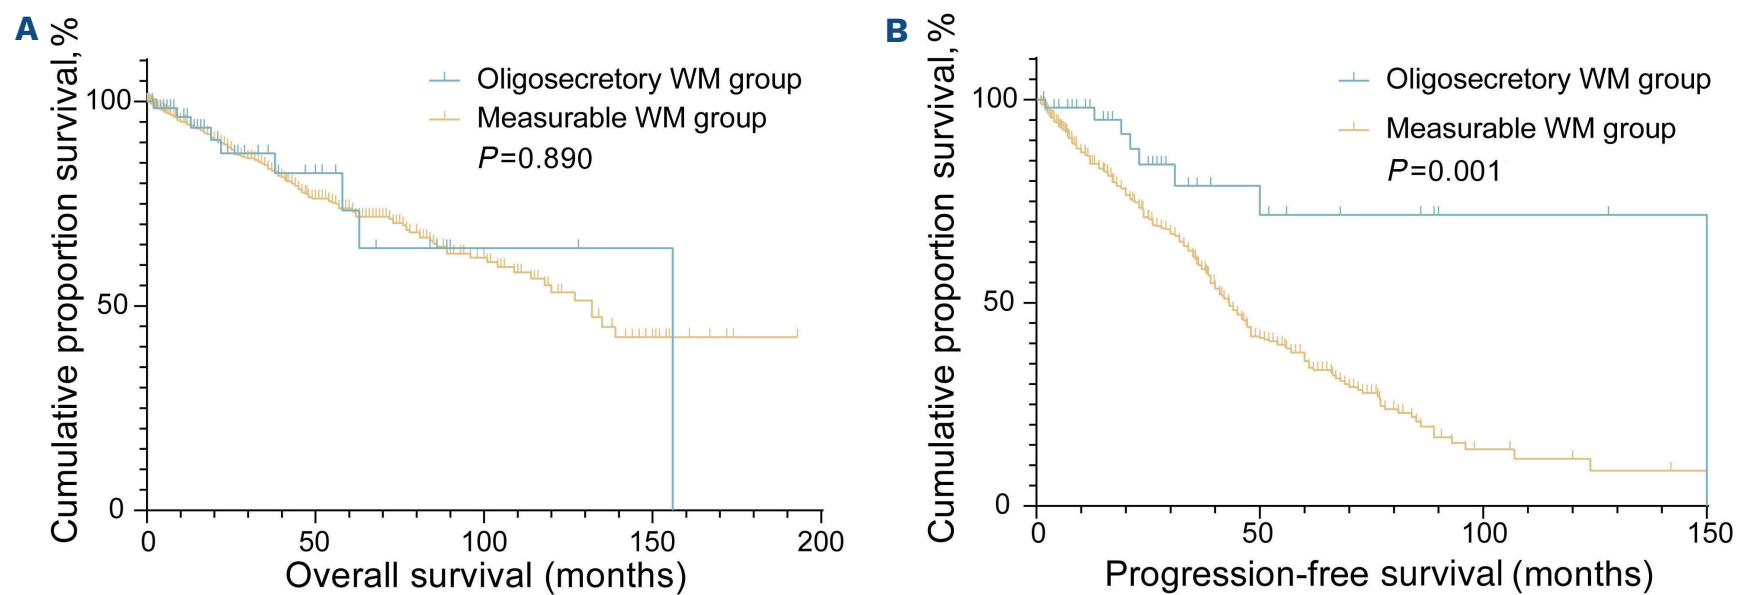 A
Cumulative proportion survival,%
100
50
0
Oligosecretory WM group
Measurable WM group
P=0.890
0 50 100 150 200
Overall survival (months)
B
Cumulative proportion survival, %
100
50
0
Oligosecretory WM group
Measurable WM group
P=0.001
0 50 100 150
Progression-free survival (months)